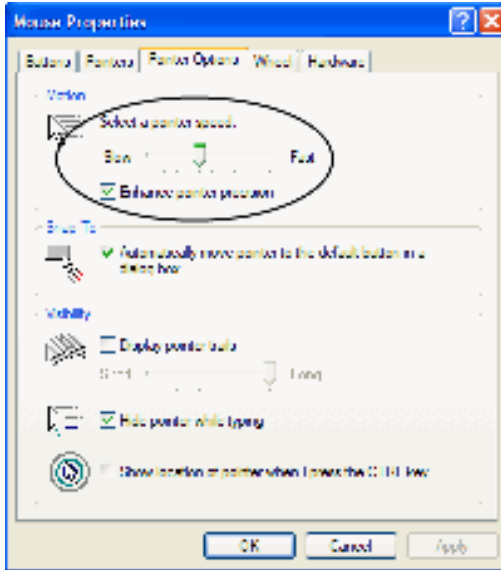 Mouse Properties
Buttons Pointers Pointer Options Wheel Hardware
Motion
Select a pointer speed:
Slow Fast
Enhance pointer precision
Snap To
Automatically move pointer to the default button in a
dialog box
Visibility
Display pointer trails
Short Long
Hide pointer while typing
Show location of pointer when I press the CTRL key
OK Cancel Apply